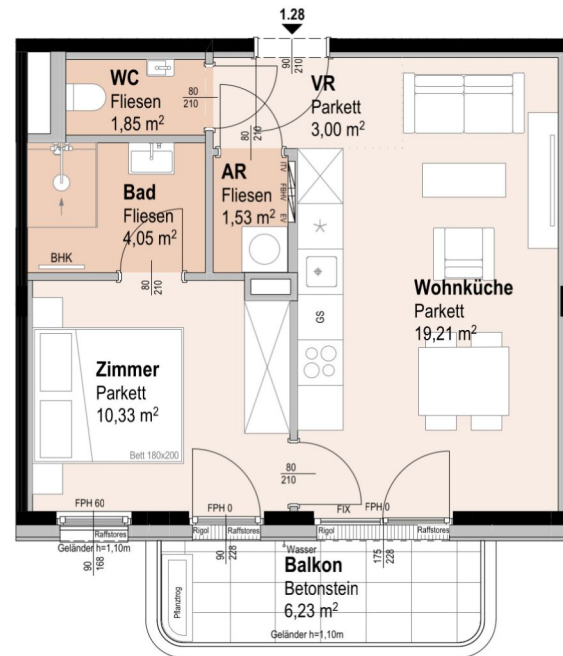 1.28
90
210
WC
Fliesen
1,85 m²
80
210
VR
Parkett
3,00 m²
80
210
AR
Fliesen
1,53 m²
ITV
FBHV
EV
Bad
Fliesen
4,05 m²
BHK
80
210
GS
Wohnküche
Parkett
19,21 m²
Zimmer
Parkett
10,33 m²
Bett 180x200
80
210
FPH 60
FPH 0
FIX
FPH 0
Raffstores
Rigol
Raffstores
Rigol
Raffstores
Geländer h=1,10m
90
168
90
228
Wasser
175
228
Balkon
Betonstein
6,23 m²
Pflanztrog
Geländer h=1,10m